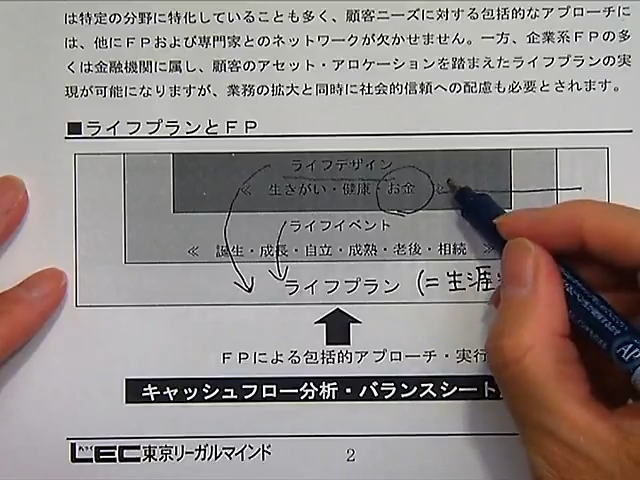 は特定の分野に特化していることも多く、顧客ニーズに対する包括的なアプローチに
は、他にＦＰおよび専門家とのネットワークが欠かせません。一方、企業系ＦＰの多
くは金融機関に属し、顧客のアセット・アロケーションを踏まえたライフプランの実
現が可能になりますが、業務の拡大と同時に社会的信頼への配慮も必要とされます。
■ライフプランとＦＰ
ライフデザイン
≪ 生きがい・健康・お金 ≫
ライフイベント
≪ 誕生・成長・自立・成熟・老後・相続 ≫
ライフプラン (=生涯
ＦＰによる包括的アプローチ・実行
キャッシュフロー分析・バランスシート
LEC東京リーガルマインド
2